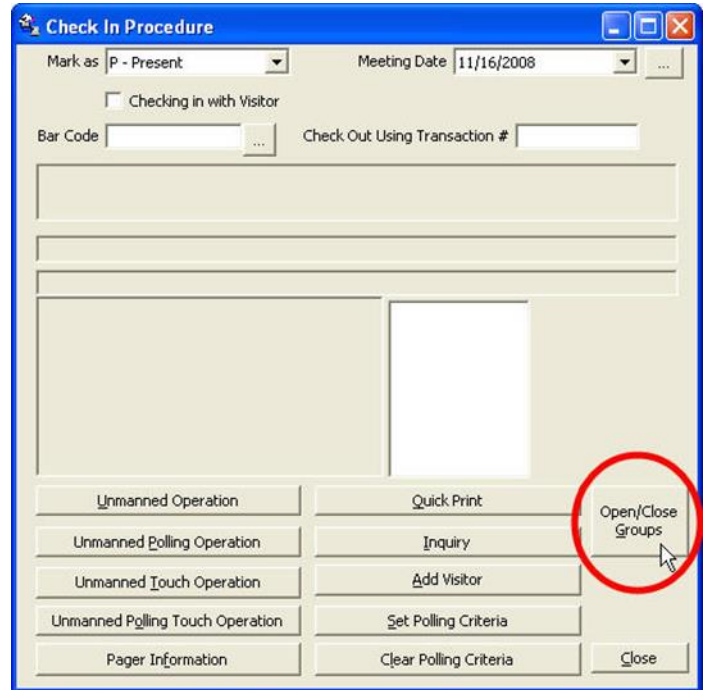 Check In Procedure
Mark as P - Present Meeting Date 11/16/2008 ...
Checking in with Visitor
Bar Code ... Check Out Using Transaction #
Unmanned Operation Quick Print Open/Close Groups
Unmanned Polling Operation Inquiry
Unmanned Touch Operation Add Visitor
Unmanned Polling Touch Operation Set Polling Criteria
Pager Information Clear Polling Criteria Close